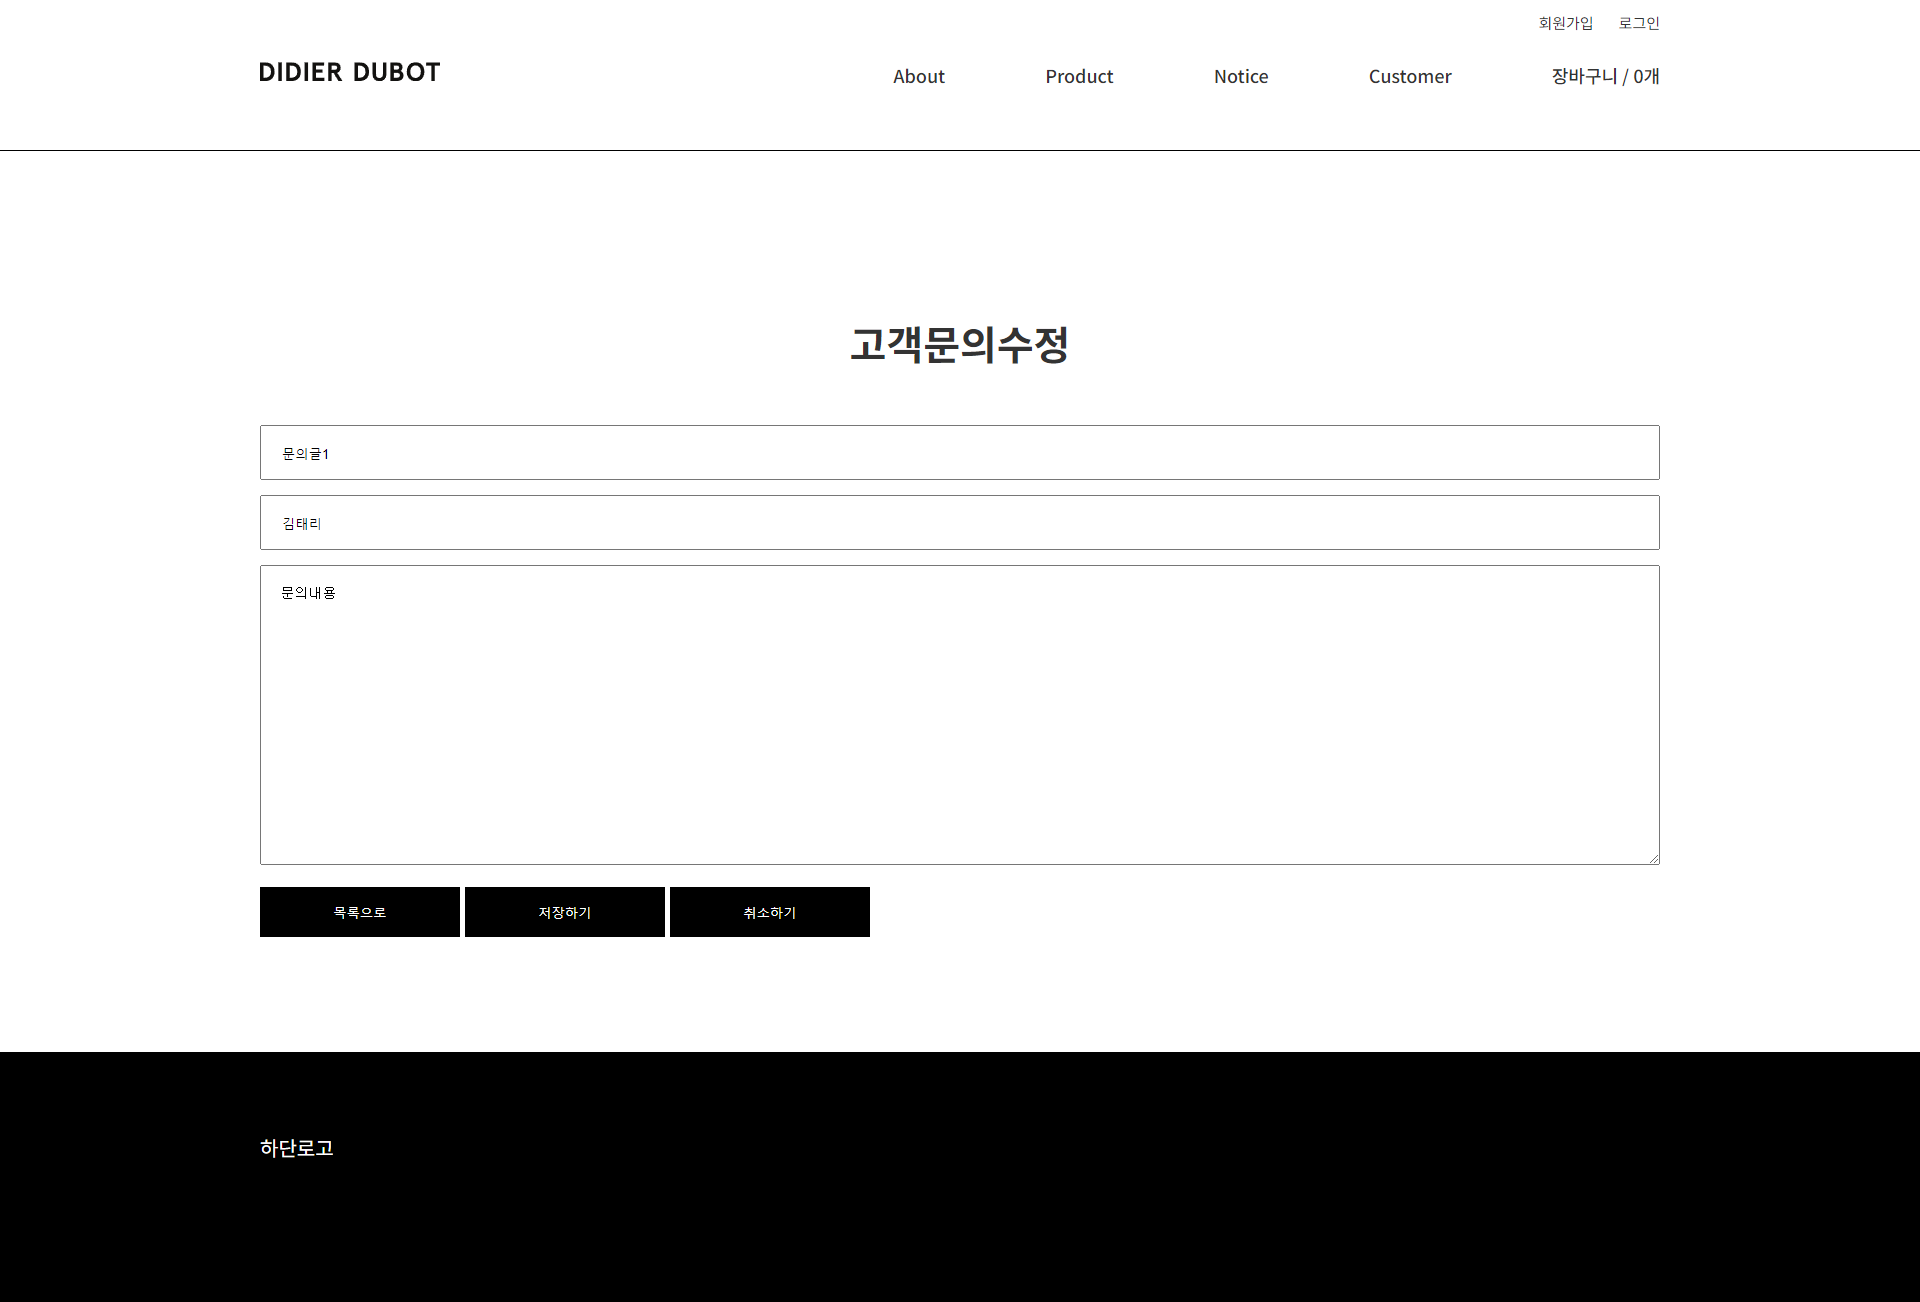 회원가입 로그인
DIDIER DUBOT
About Product Notice Customer 장바구니 / 0개
고객문의수정
문의글1
김태리
문의내용
목록으로 저장하기 취소하기
하단로고